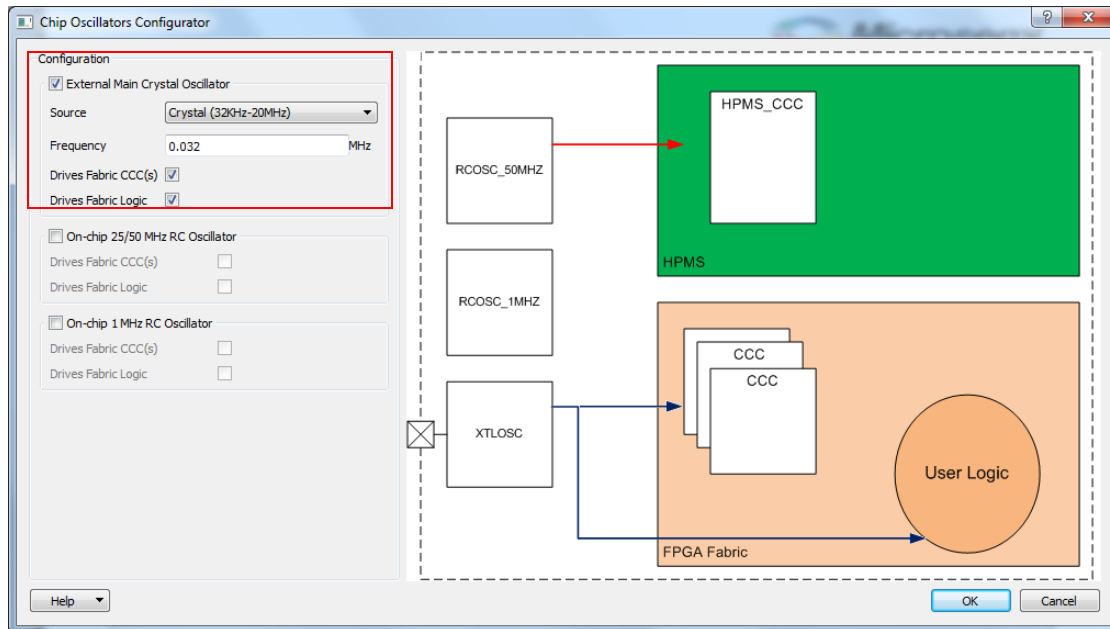 Chip Oscillators Configurator
Configuration
External Main Crystal Oscillator
Source Crystal (32KHz-20MHz)
Frequency 0.032 MHz
Drives Fabric CCC(s)
Drives Fabric Logic
On-chip 25/50 MHz RC Oscillator
Drives Fabric CCC(s)
Drives Fabric Logic
On-chip 1 MHz RC Oscillator
Drives Fabric CCC(s)
Drives Fabric Logic
HPMS_CCC
RCOSC_50MHZ
HPMS
RCOSC_1MHZ
CCC
CCC
XTLOSC
User Logic
FPGA Fabric
Help
OK
Cancel